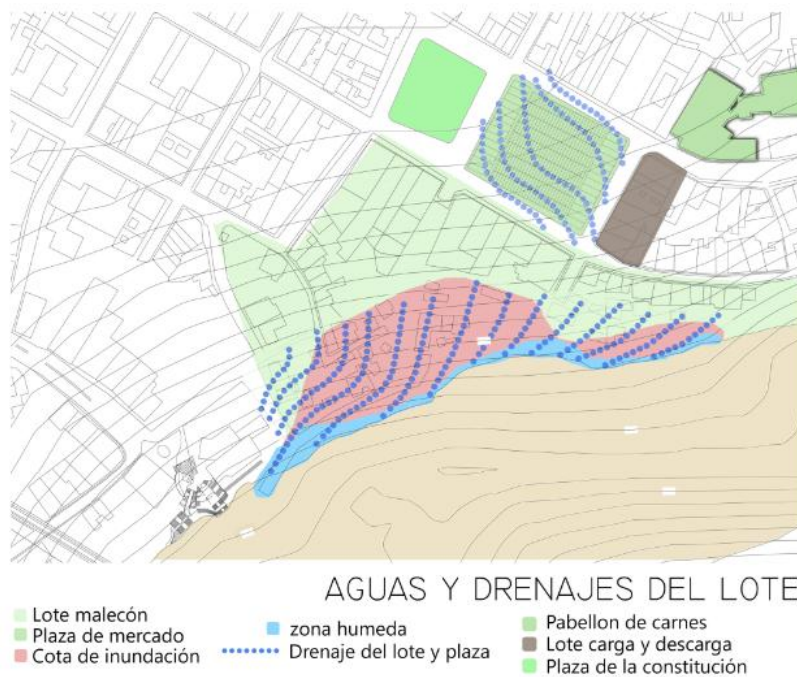 AGUAS Y DRENAJES DEL LOTE
Lote malecón
Plaza de mercado
Cota de inundación
zona humeda
Drenaje del lote y plaza
Pabellon de carnes
Lote carga y descarga
Plaza de la constitución